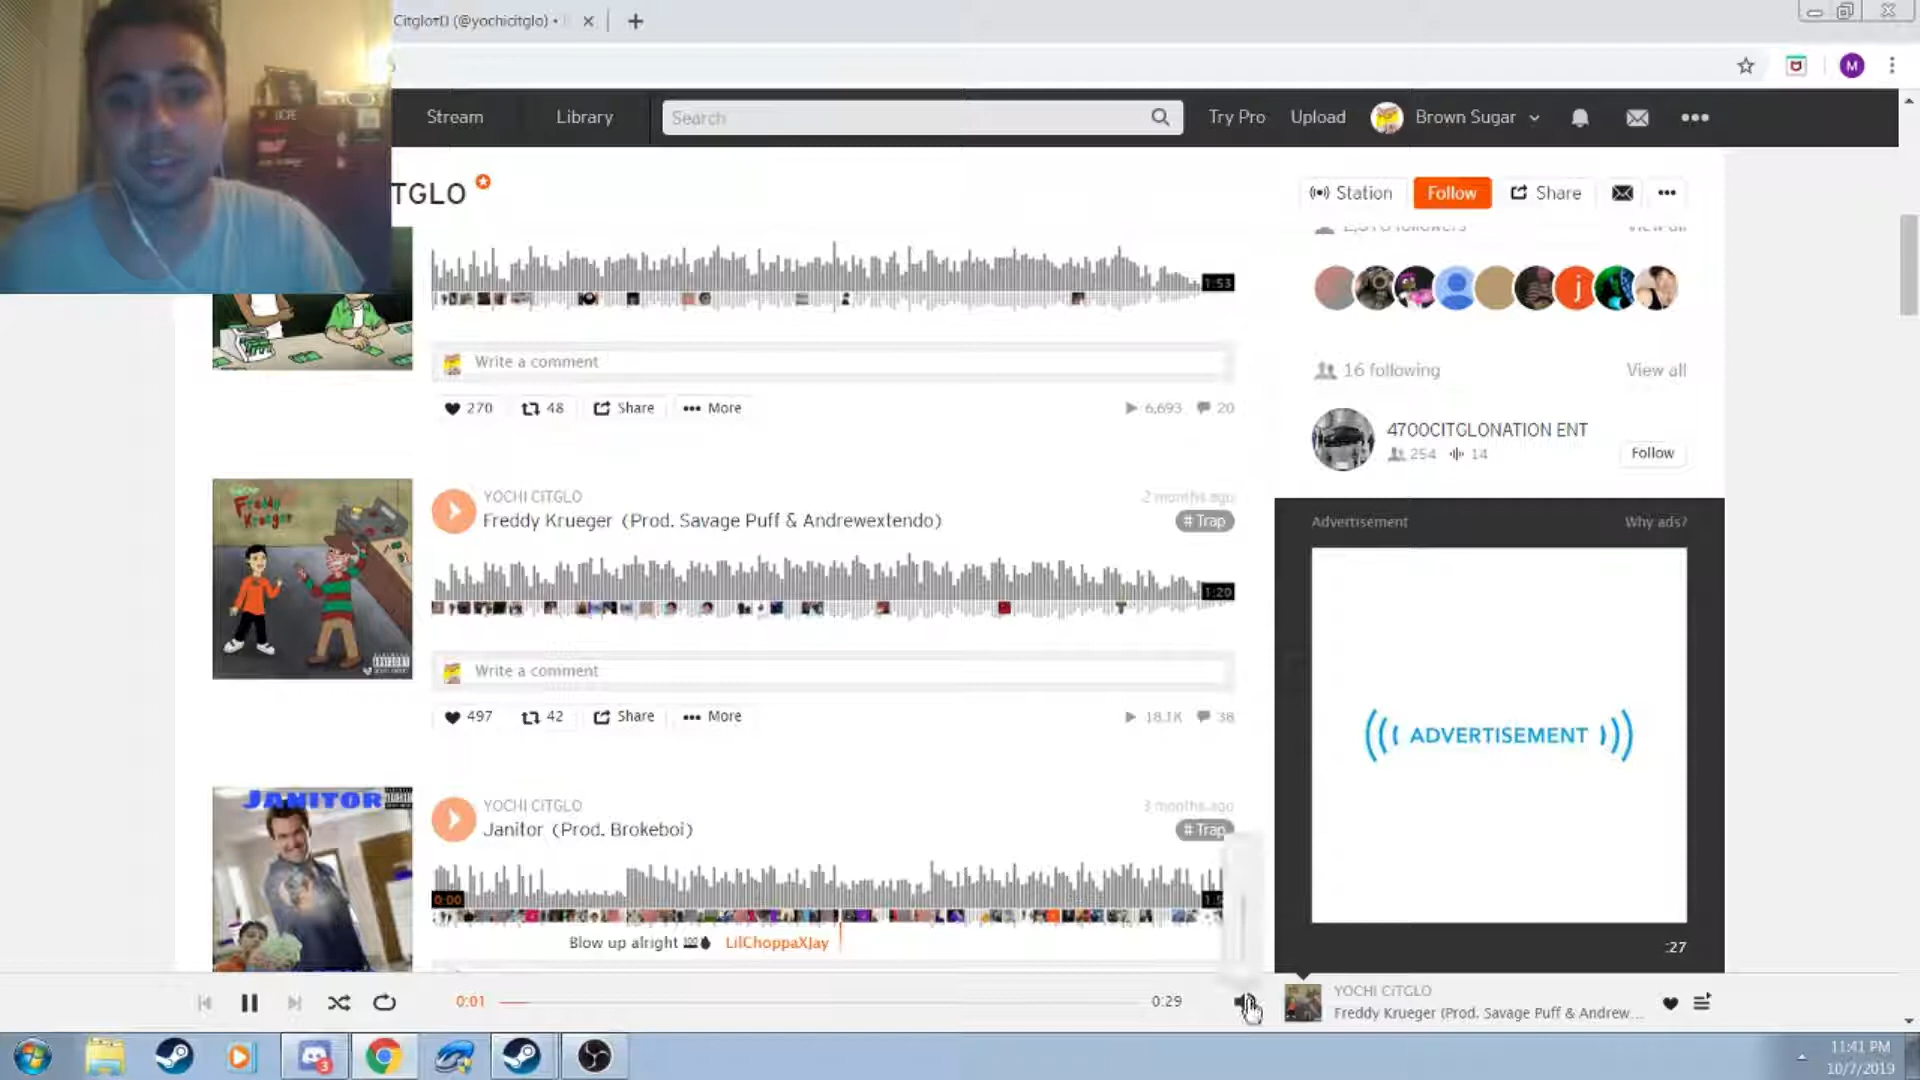 CitgloтD (@yochicitglo) •
M
Stream
Library
Search
Try Pro
Upload
Brown Sugar
TGLO
Station
Follow
Share
1:53
Write a comment
270
48
Share
More
6,693
20
16 following
View all
4700CITGLONATION ENT
254
14
Follow
YOCHI CITGLO
2 months ago
Freddy Krueger (Prod. Savage Puff & Andrewextendo)
# Trap
1:20
Write a comment
497
42
Share
More
18.1K
38
Advertisement
Why ads?
ADVERTISEMENT
:27
JANITOR
YOCHI CITGLO
3 months ago
Janitor (Prod. Brokeboi)
# Trap
0:00
Blow up alright 💯
LilChoppaXJay
0:01
0:29
YOCHI CITGLO
Freddy Krueger (Prod. Savage Puff & Andrew...
3
11:41 PM
10/7/2019